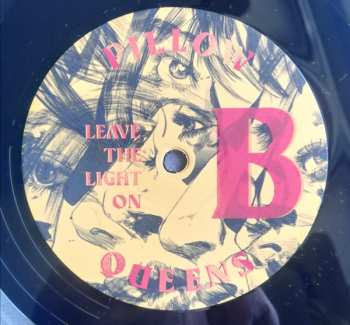 PILLOW
LEAVE
THE
LIGHT
ON
B
QUEENS